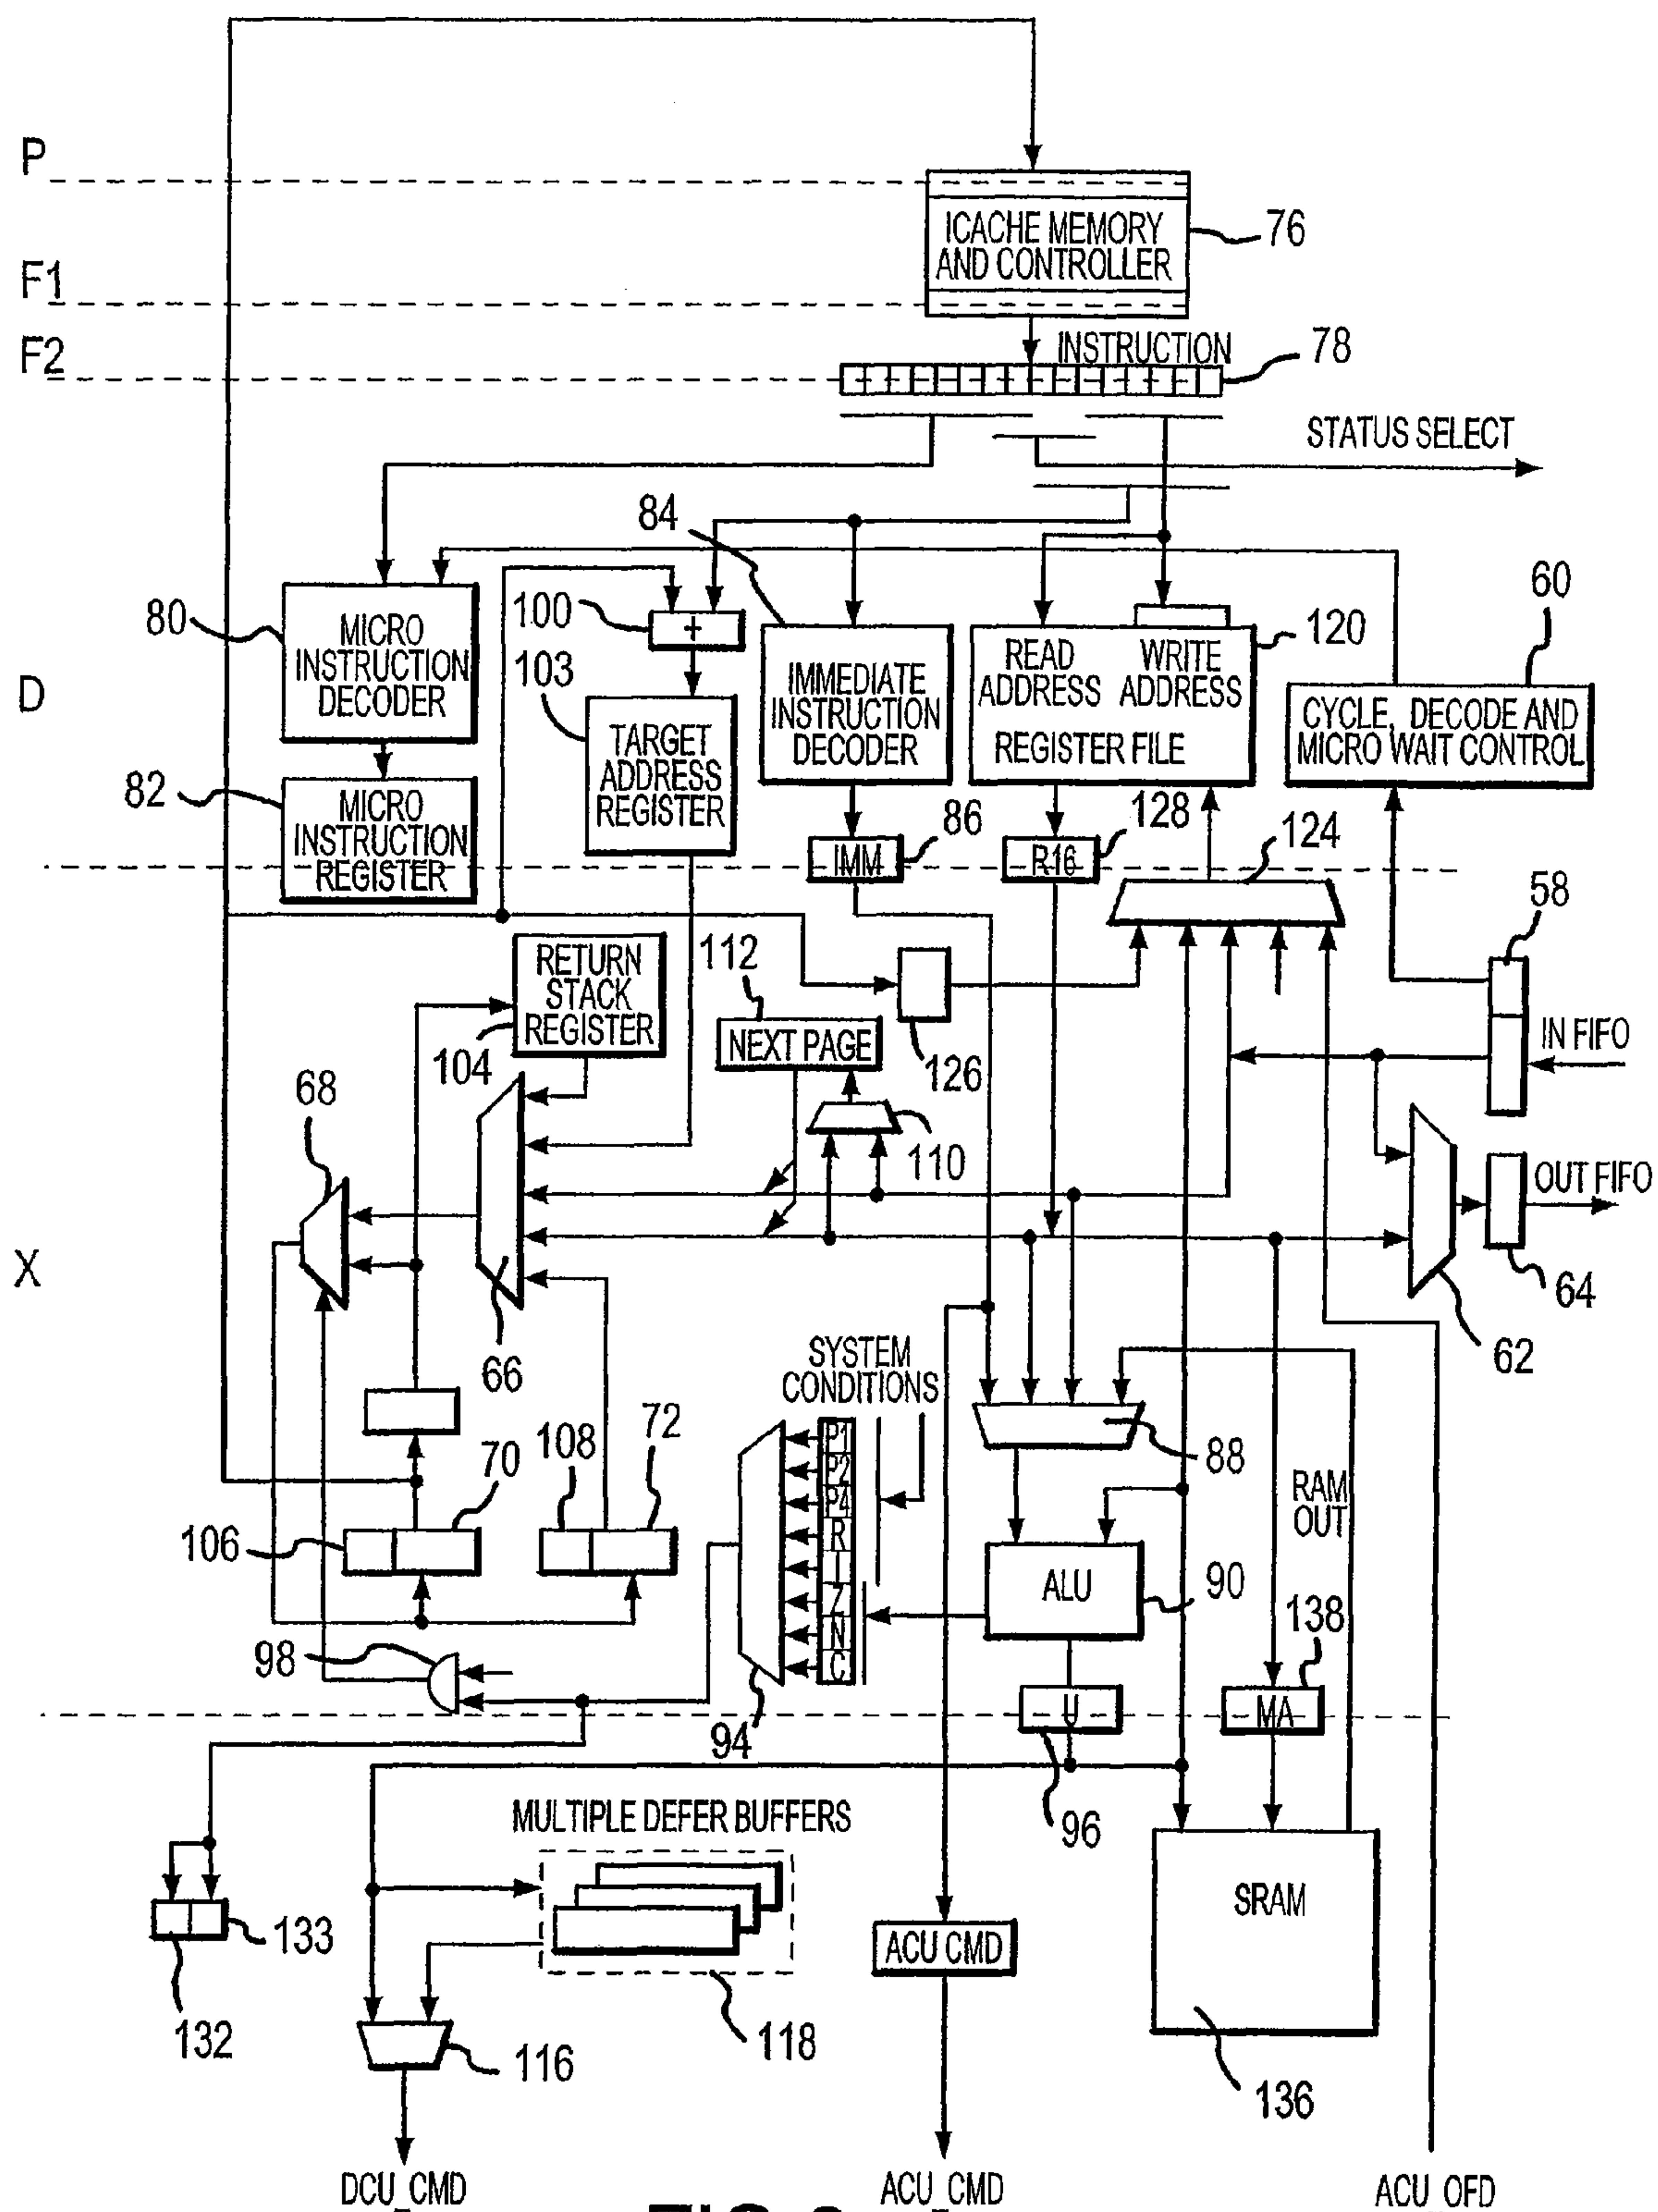 P
ICACHE MEMORY
AND CONTROLLER
76
F1
F2
INSTRUCTION
78
STATUS SELECT
84
60
80
MICRO
INSTRUCTION
DECODER
100
+
103
IMMEDIATE
INSTRUCTION
DECODER
READ
ADDRESS
WRITE
ADDRESS
REGISTER FILE
120
CYCLE, DECODE AND
MICRO WAIT CONTROL
D
TARGET
ADDRESS
REGISTER
82
MICRO
INSTRUCTION
REGISTER
IMM
86
R16
128
124
58
RETURN
STACK
REGISTER
104
112
NEXT PAGE
126
IN FIFO
68
110
OUT FIFO
64
X
66
62
SYSTEM
CONDITIONS
72
108
70
106
P1
P2
P4
R
I
Z
N
C
88
RAM
OUT
ALU
90
138
98
94
U
MA
96
MULTIPLE DEFER BUFFERS
133
132
118
116
ACU CMD
SRAM
136
DCU_CMD
ACU_CMD
ACU_OFD